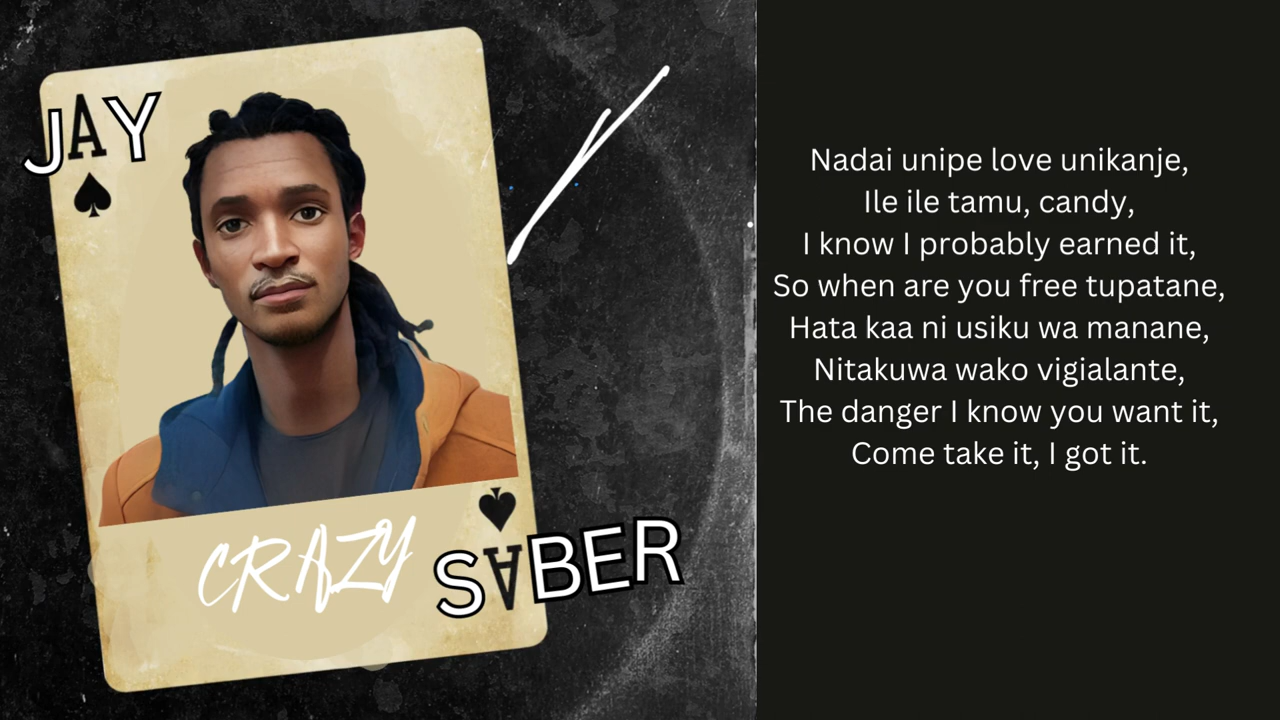 JAY
CRAZY
SABER
Nadai unipe love unikanje,
Ile ile tamu, candy,
I know I probably earned it,
So when are you free tupatane,
Hata kaa ni usiku wa manane,
Nitakuwa wako vigialante,
The danger I know you want it,
Come take it, I got it.